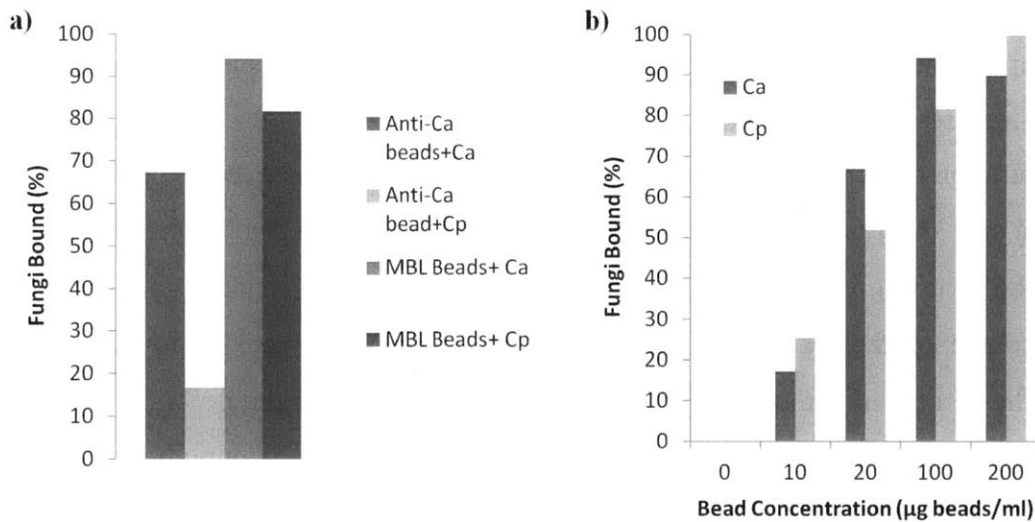 a)
100
90
80
70
60
50
40
30
20
10
0
Fungi Bound (%)
Anti-Ca
beads+Ca
Anti-Ca
bead+Cp
MBL Beads+ Ca
MBL Beads+ Cp
b)
100
90
80
70
60
50
40
30
20
10
0
Fungi Bound (%)
Ca
Cp
0 10 20 100 200
Bead Concentration (µg beads/ml)